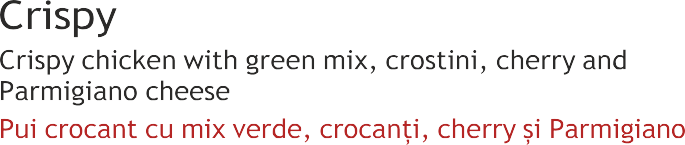 Crispy
Crispy chicken with green mix, crostini, cherry and
Parmigiano cheese
Pui crocant cu mix verde, crocanți, cherry și Parmigiano